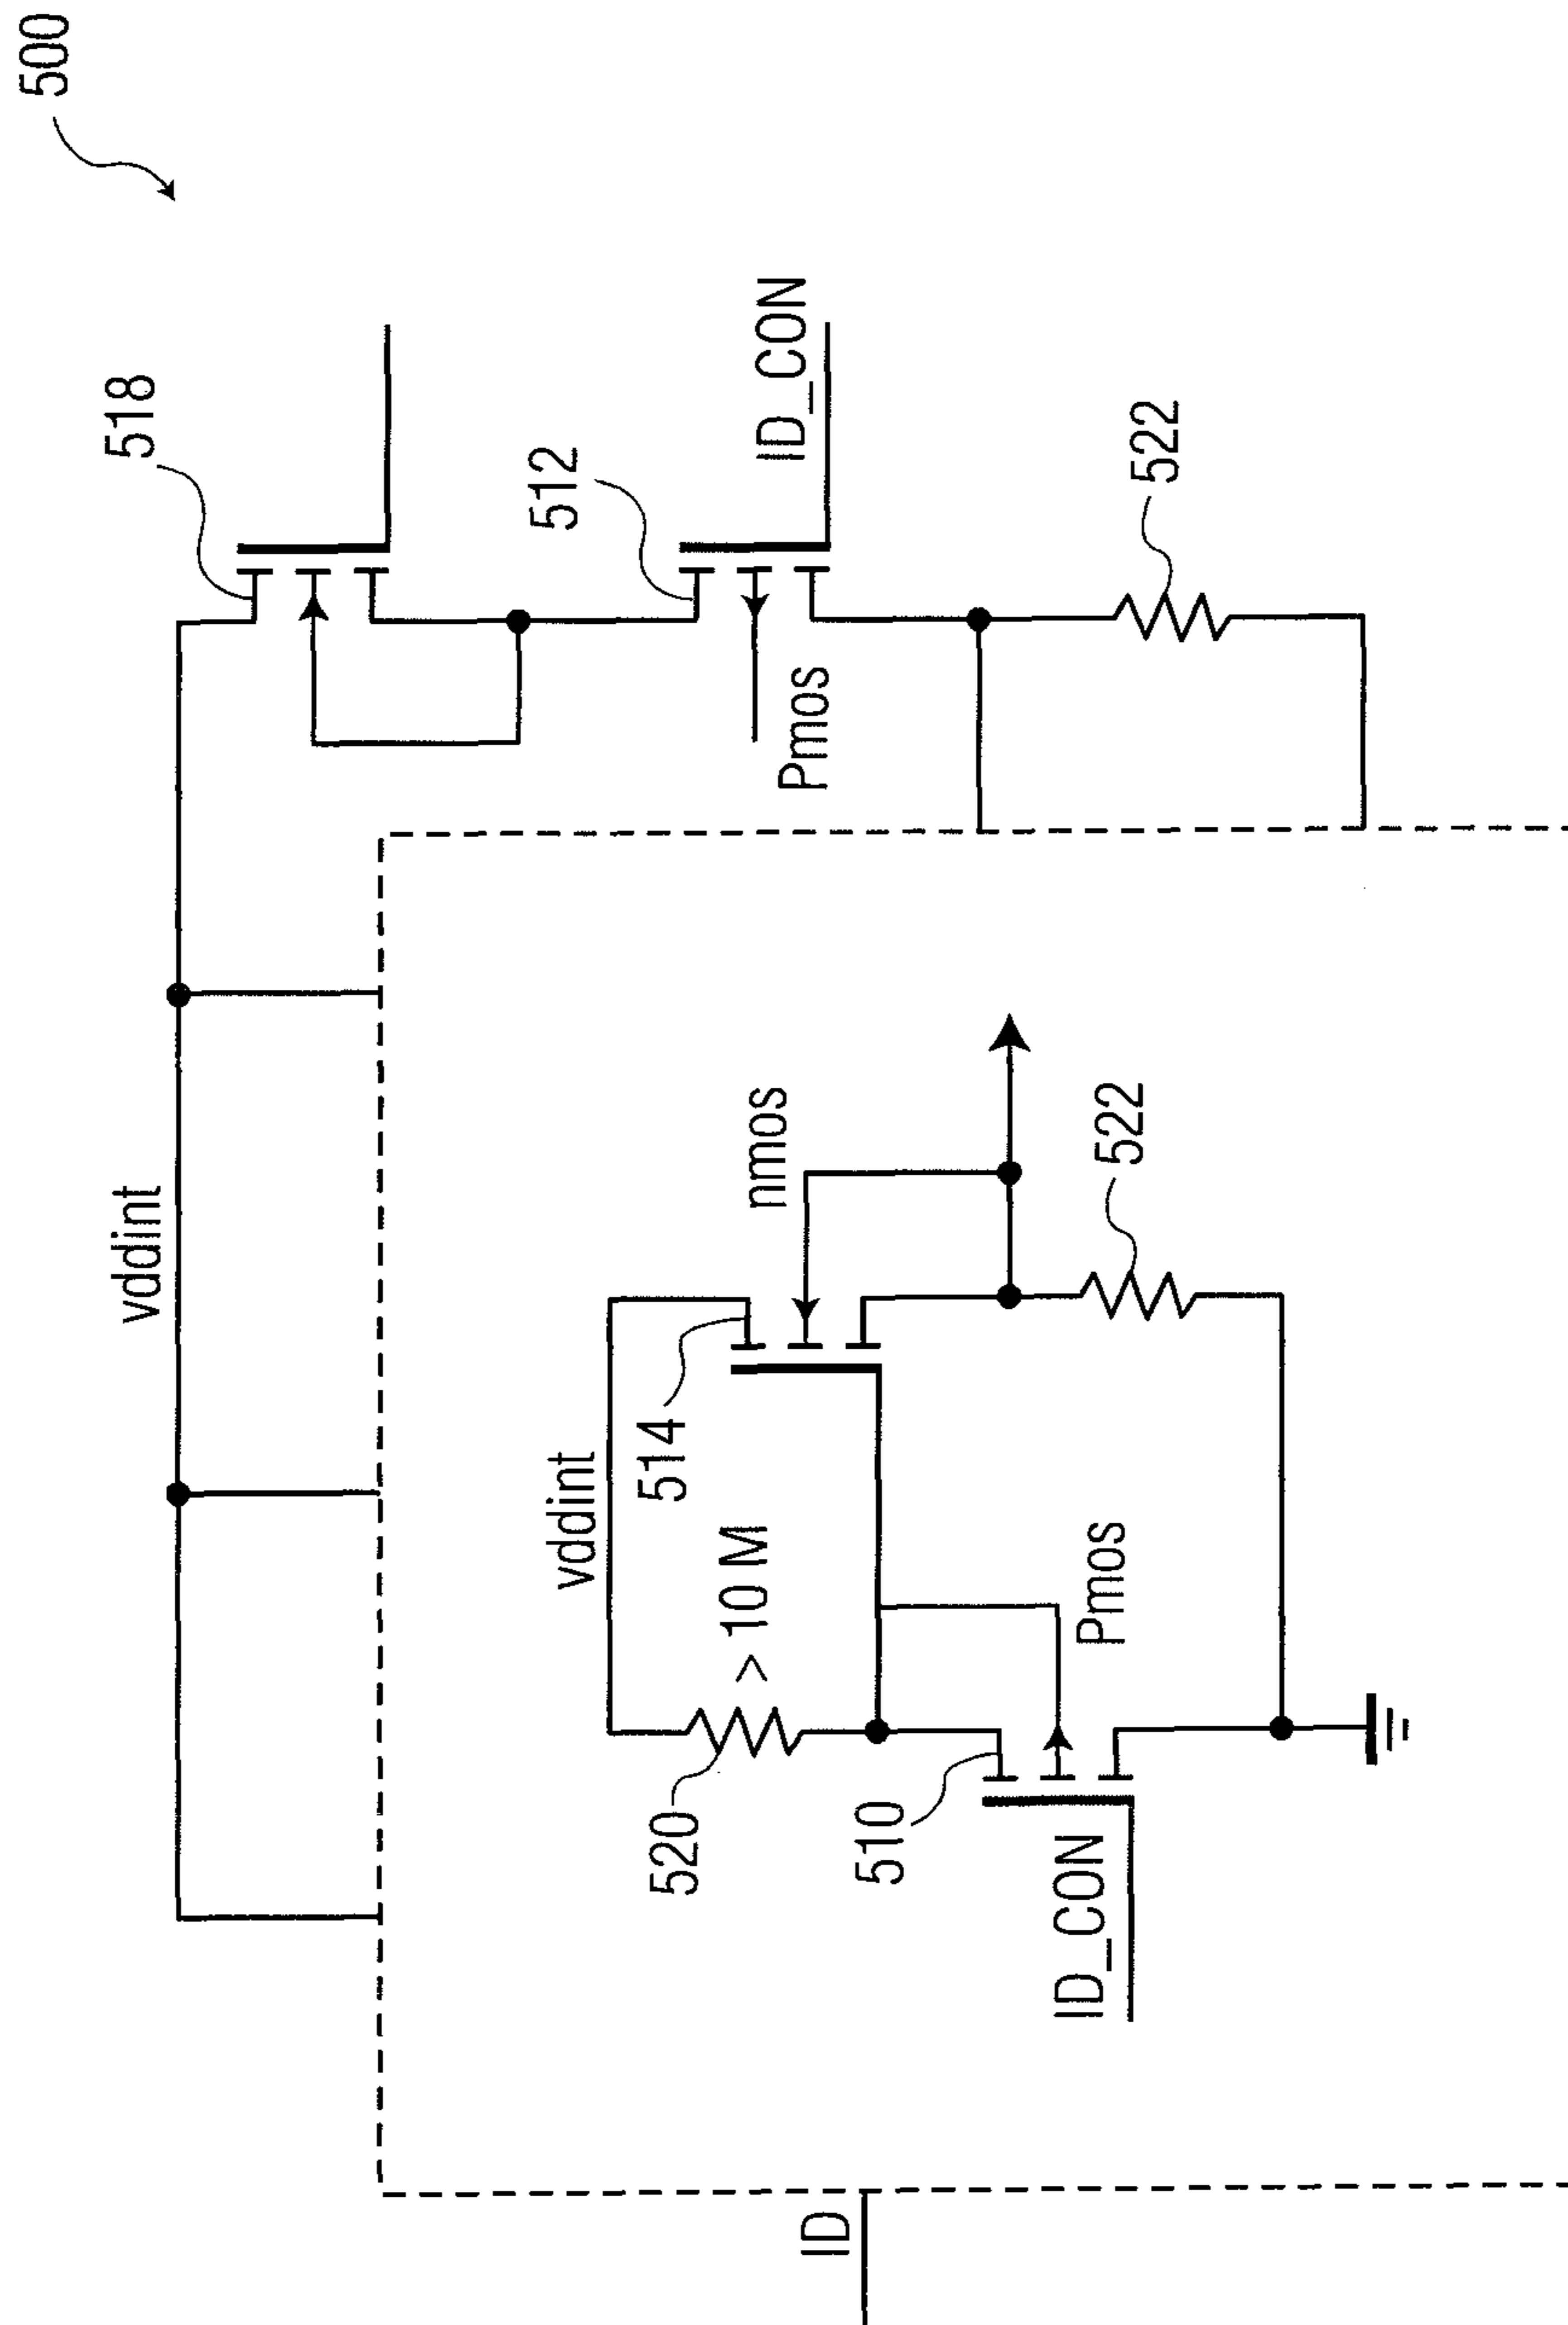 500
518
512
ID_CON
Pmos
522
vddint
nmos
522
vddint
514
> 10 M
Pmos
520
510
ID_CON
ID